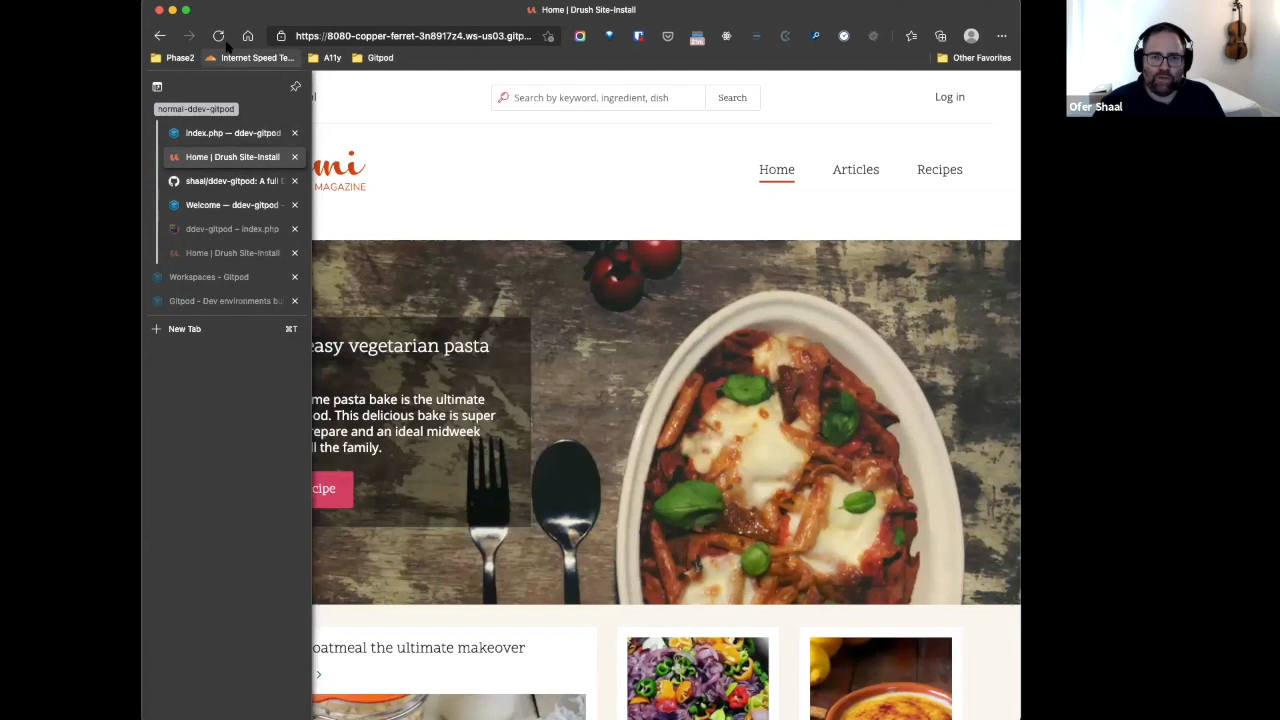 Home | Drush Site-Install
https://8080-copper-ferret-3n8917z4.ws-us03.gitp...
Phase2
Internet Speed Te...
A11y
Gitpod
Other Favorites
Search by keyword, ingredient, dish
Search
Log in
normal-ddev-gitpod
index.php — ddev-gitpod
Home | Drush Site-Install
shaal/ddev-gitpod: A full
Welcome — ddev-gitpod
ddev-gitpod – index.php
Home | Drush Site-Install
Workspaces - Gitpod
Gitpod - Dev environments bu
New Tab
⌘T
mi
MAGAZINE
Home
Articles
Recipes
easy vegetarian pasta
me pasta bake is the ultimate
od. This delicious bake is super
repare and an ideal midweek
ll the family.
cipe
oatmeal the ultimate makeover
Ofer Shaal